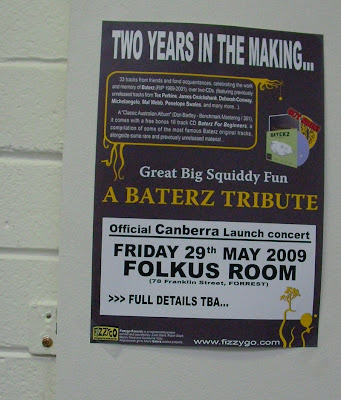 TWO YEARS IN THE MAKING...
33 tracks from friends and fond acquaintances, celebrating the work
and memory of Baterz (RIP 1969-2001), over two CDs, featuring previously
unreleased tracks from Tex Perkins, James Cruickshank, Deborah Conway,
Michelangelo, Mal Webb, Penelope Swales, and many more...!
A "Classic Australian Album" (Don Bartley - Benchmark Mastering / 301),
it comes with a free bonus 18 track CD Baterz For Beginners, a
compilation of some of the most famous Baterz original tracks,
alongside some rare and previously unreleased material
BATERZ
Great Big Squiddy Fun
A BATERZ TRIBUTE
Official Canberra Launch concert
FRIDAY 29th MAY 2009
FOLKUS ROOM
(70 Franklin Street, FORREST)
>>> FULL DETAILS TBA...
FIZZYGO
www.fizzygo.com